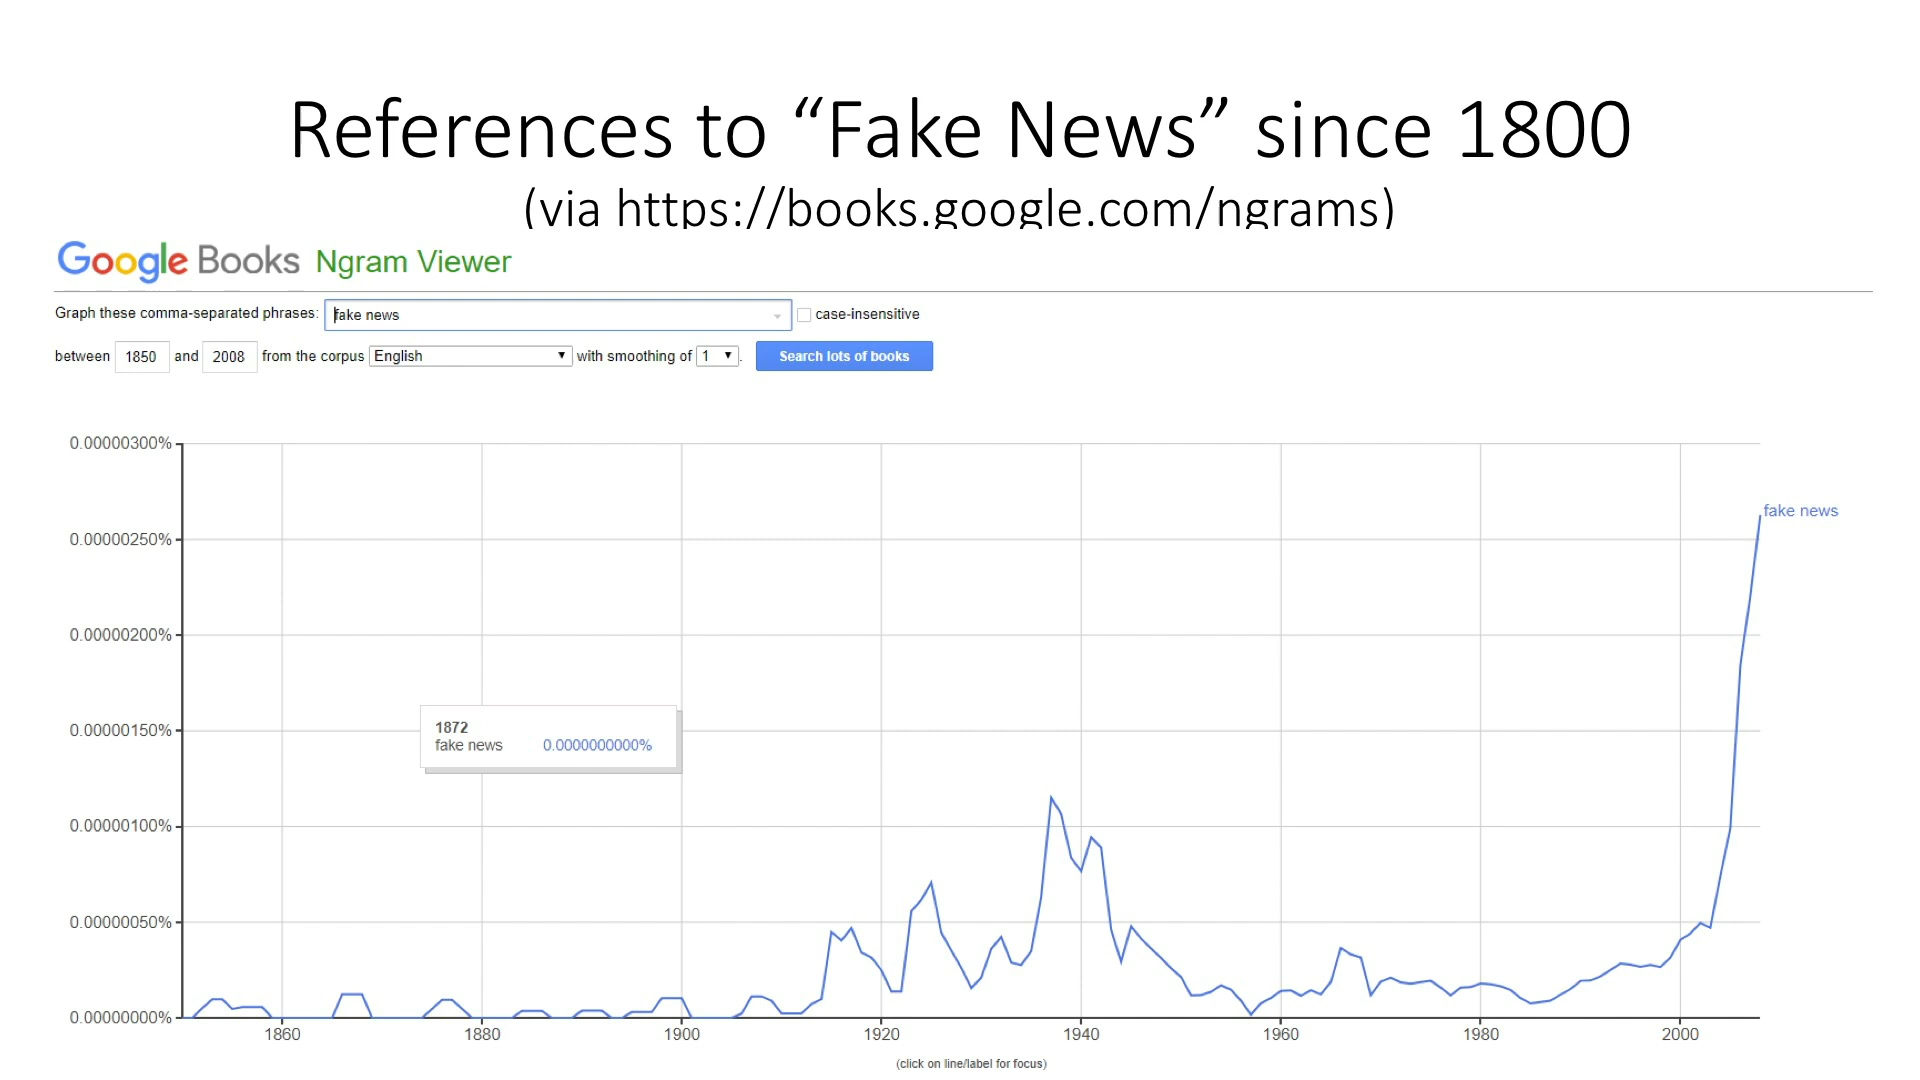 References to “Fake News” since 1800
(via https://books.google.com/ngrams)
Google Books Ngram Viewer
Graph these comma-separated phrases: fake news case-insensitive
between 1850 and 2008 from the corpus English with smoothing of 1 . Search lots of books
0.00000300%
fake news
0.00000250%
0.00000200%
0.00000150%
1872
fake news 0.0000000000%
0.00000100%
0.00000050%
0.00000000%
1860 1880 1900 1920 1940 1960 1980 2000
(click on line/label for focus)